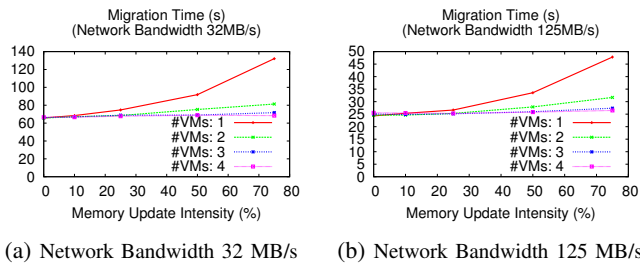 Migration Time (s)
(Network Bandwidth 32MB/s)
140
120
100
80
60
40
20
0
#VMs: 1
#VMs: 2
#VMs: 3
#VMs: 4
0 10 20 30 40 50 60 70 80
Memory Update Intensity (%)
(a) Network Bandwidth 32 MB/s
Migration Time (s)
(Network Bandwidth 125MB/s)
50
45
40
35
30
25
20
15
10
5
0
#VMs: 1
#VMs: 2
#VMs: 3
#VMs: 4
0 10 20 30 40 50 60 70 80
Memory Update Intensity (%)
(b) Network Bandwidth 125 MB/s